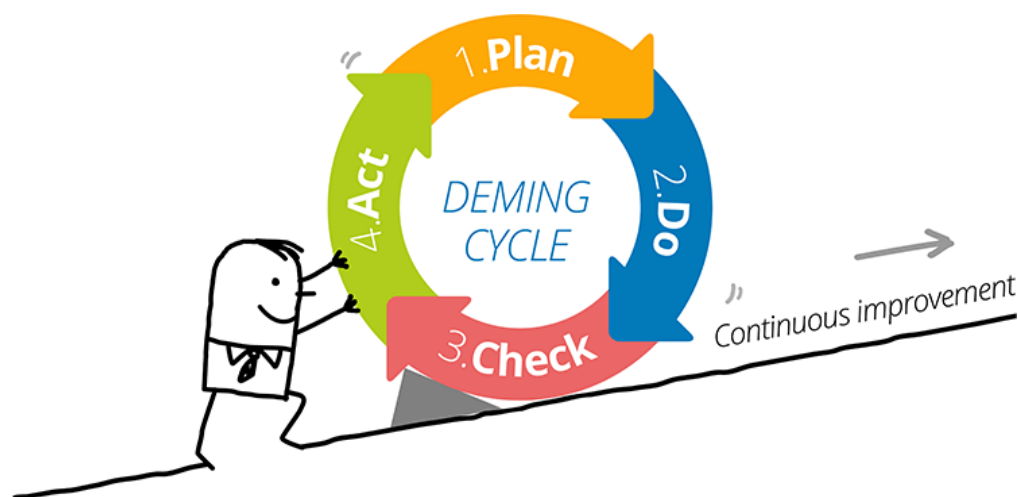 1.Plan
2.Do
3.Check
4.Act
DEMING
CYCLE
Continuous improvement